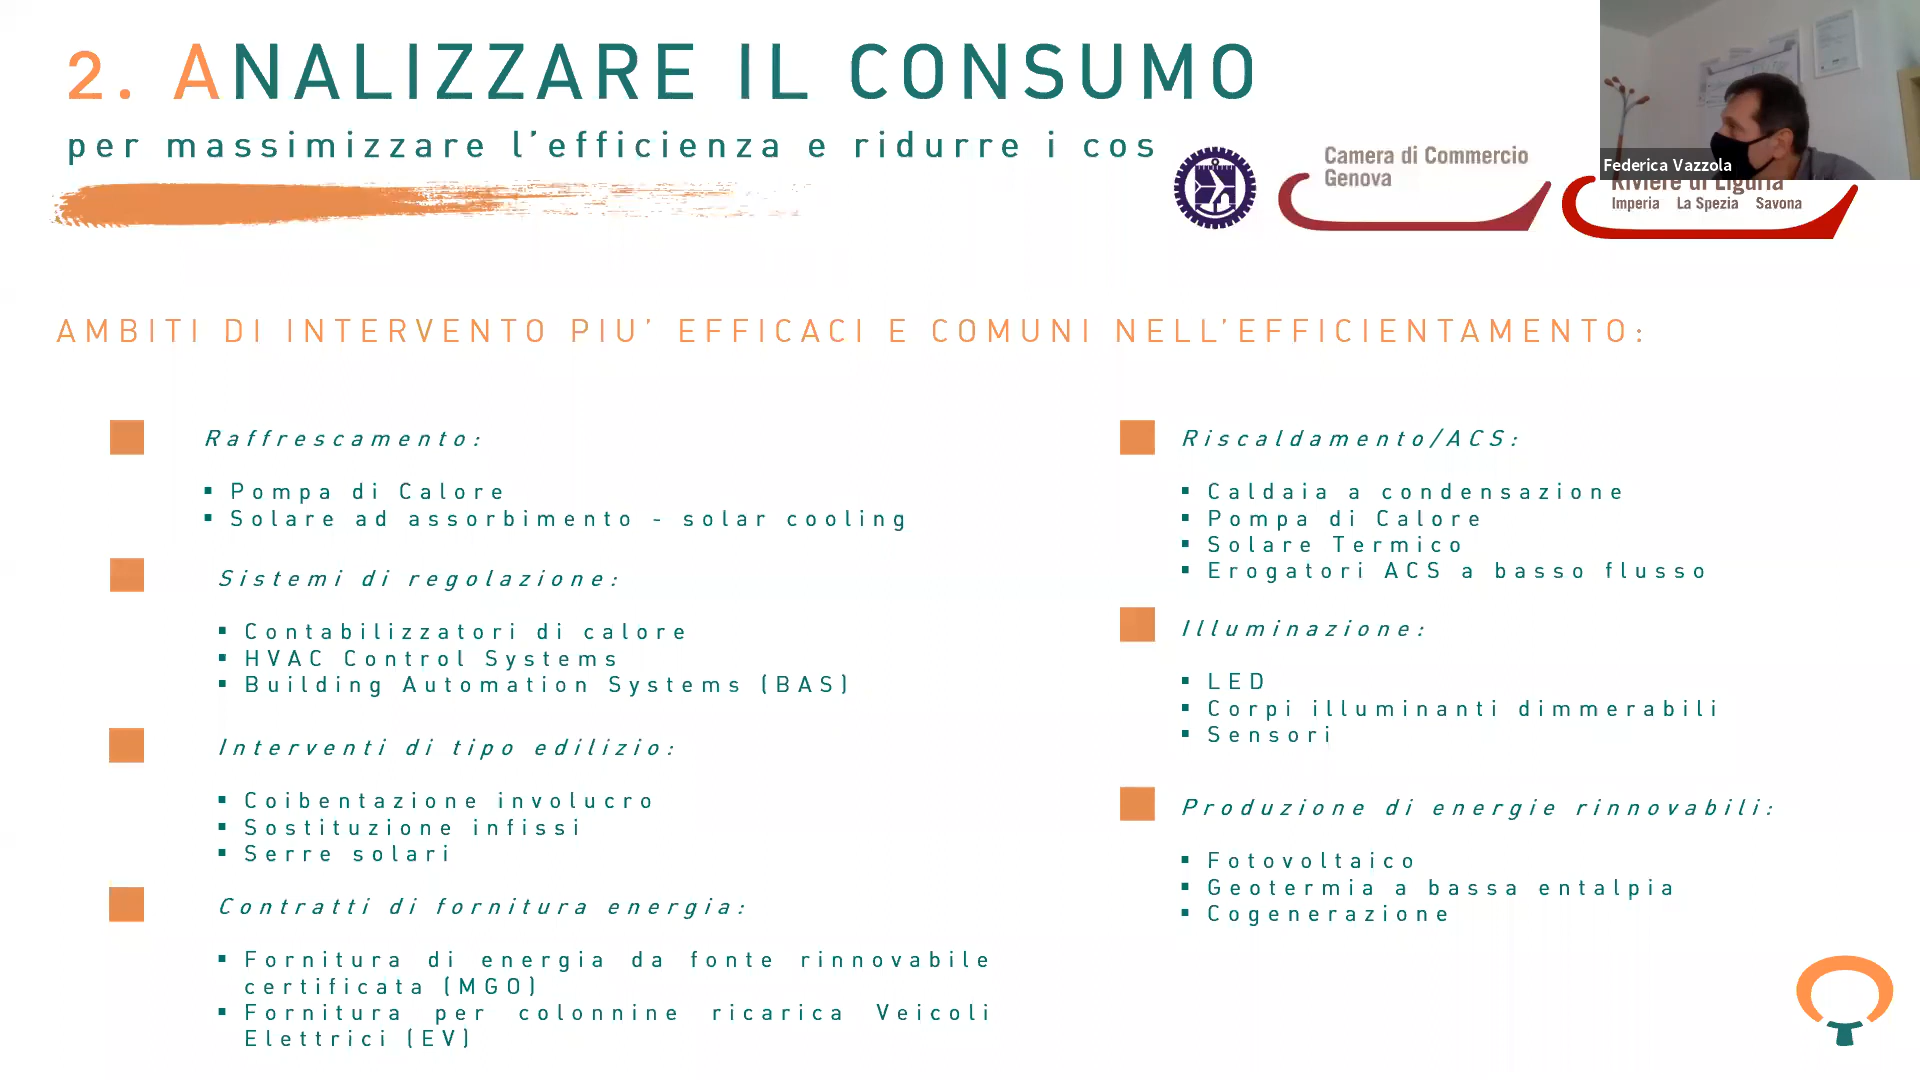 2. ANALIZZARE IL CONSUMO
per massimizzare l'efficienza e ridurre i cos
Camera di Commercio
Genova
Federica Vazzola
Riviere di Liguria
Imperia La Spezia Savona
AMBITI DI INTERVENTO PIU' EFFICACI E COMUNI NELL'EFFICIENTAMENTO:
Raffrescamento:
▪ Pompa di Calore
▪ Solare ad assorbimento - solar cooling
Sistemi di regolazione:
▪ Contabilizzatori di calore
▪ HVAC Control Systems
▪ Building Automation Systems (BAS)
Interventi di tipo edilizio:
▪ Coibentazione involucro
▪ Sostituzione infissi
▪ Serre solari
Contratti di fornitura energia:
▪ Fornitura di energia da fonte rinnovabile
certificata (MGO)
▪ Fornitura per colonnine ricarica Veicoli
Elettrici (EV)
Riscaldamento/ACS:
▪ Caldaia a condensazione
▪ Pompa di Calore
▪ Solare Termico
▪ Erogatori ACS a basso flusso
Illuminazione:
▪ LED
▪ Corpi illuminanti dimmerabili
▪ Sensori
Produzione di energie rinnovabili:
▪ Fotovoltaico
▪ Geotermia a bassa entalpia
▪ Cogenerazione